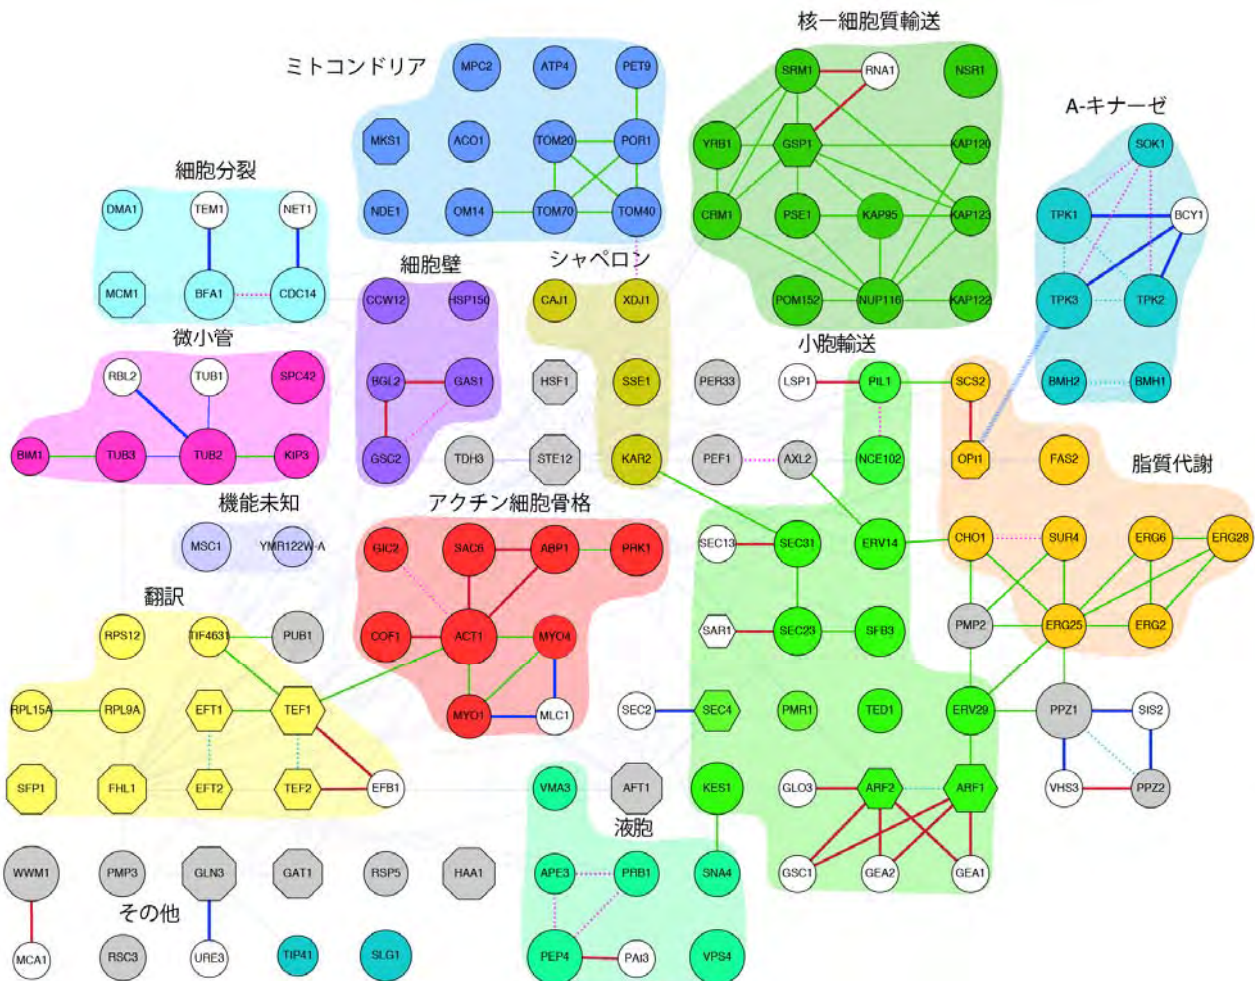 核ー細胞質輸送
ミトコンドリア
MPC2
ATP4
PET9
SRM1
RNA1
NSR1
A-キナーゼ
MKS1
ACO1
TOM20
POR1
YRB1
GSP1
KAP120
SOK1
細胞分裂
DMA1
TEM1
NET1
NDE1
OM14
TOM70
TOM40
CRM1
PSE1
KAP95
KAP123
TPK1
BCY1
細胞壁
シャペロン
MCM1
BFA1
CDC14
CCW12
HSP150
CAJ1
XDJ1
POM152
NUP116
KAP122
TPK3
TPK2
微小管
小胞輸送
RBL2
TUB1
SPC42
BGL2
GAS1
HSF1
SSE1
PER33
LSP1
PIL1
SCS2
BMH2
BMH1
BIM1
TUB3
TUB2
KIP3
GSC2
TDH3
STE12
KAR2
PEF1
AXL2
NCE102
OPI1
FAS2
脂質代謝
機能未知
アクチン細胞骨格
MSC1
YMR122W-A
GIC2
SAC6
ABP1
PRK1
SEC13
SEC31
ERV14
CHO1
SUR4
ERG6
ERG28
翻訳
RPS12
TIF4631
PUB1
COF1
ACT1
MYO4
SAR1
SEC23
SFB3
PMP2
ERG25
ERG2
RPL15A
RPL9A
EFT1
TEF1
MYO1
MLC1
SEC2
SEC4
PMR1
TED1
ERV29
PPZ1
SIS2
SFP1
FHL1
EFT2
TEF2
EFB1
VMA3
AFT1
KES1
GLO3
ARF2
ARF1
VHS3
PPZ2
液胞
WWM1
PMP3
GLN3
GAT1
RSP5
HAA1
APE3
PRB1
SNA4
GSC1
GEA2
GEA1
その他
MCA1
RSC3
URE3
TIP41
SLG1
PEP4
PAI3
VPS4